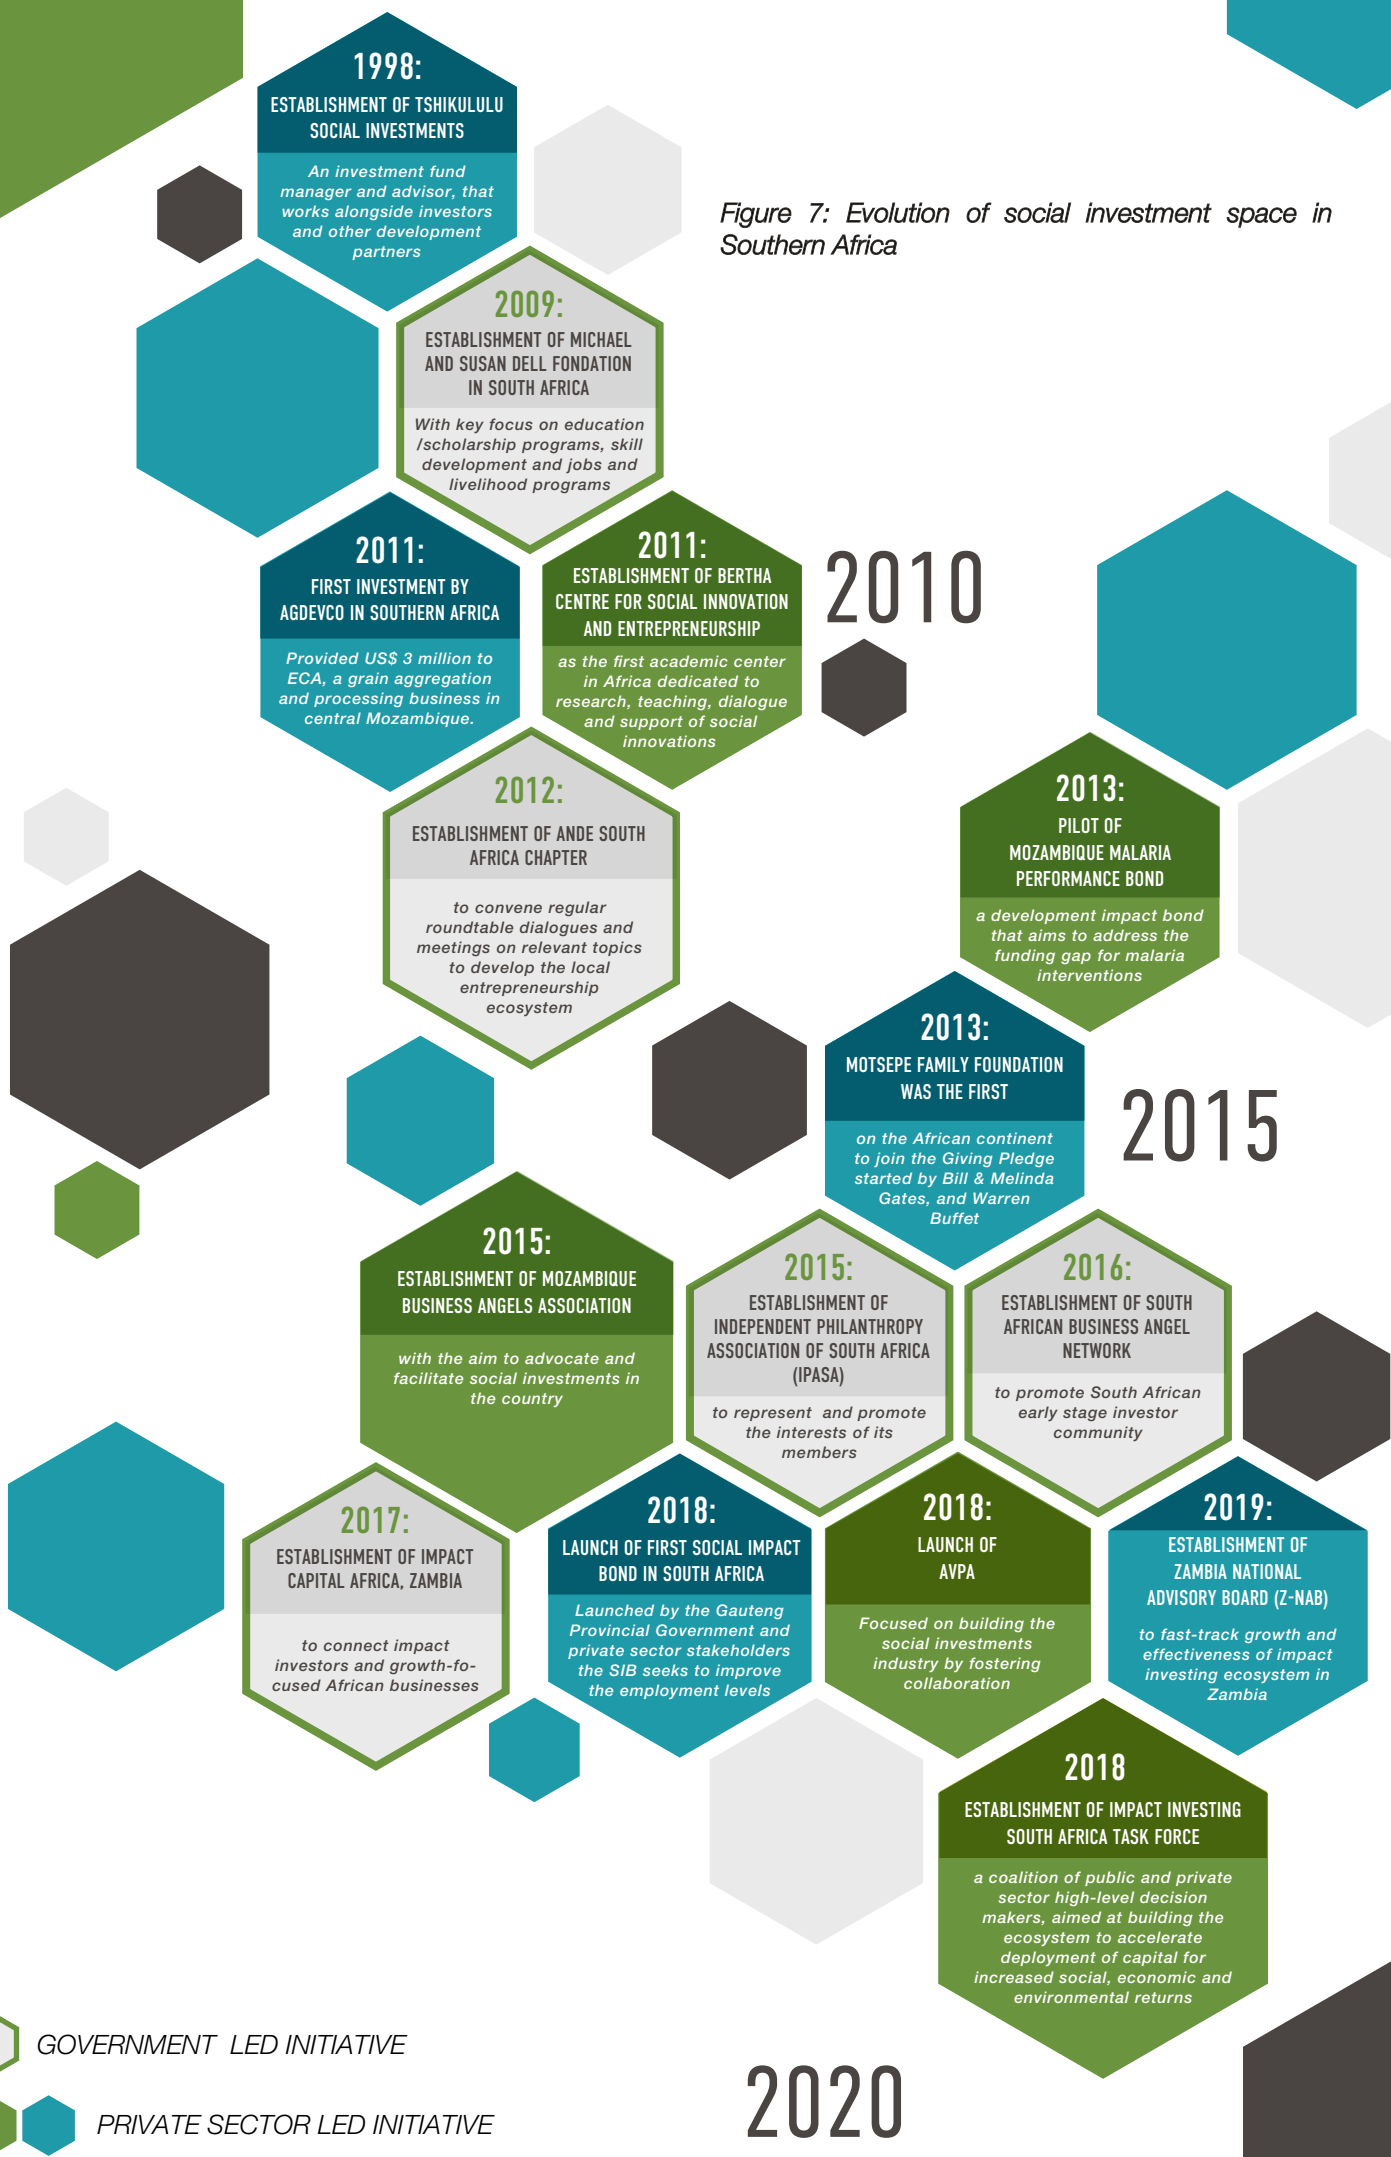 1998:
ESTABLISHMENT OF TSHIKULULU
SOCIAL INVESTMENTS
An investment fund
manager and advisor, that
works alongside investors
and other development
partners
Figure 7: Evolution of social investment space in
Southern Africa
2009:
ESTABLISHMENT OF MICHAEL
AND SUSAN DELL FONDATION
IN SOUTH AFRICA
With key focus on education
/scholarship programs, skill
development and jobs and
livelihood programs
2011:
FIRST INVESTMENT BY
AGDEVCO IN SOUTHERN AFRICA
Provided US$ 3 million to
ECA, a grain aggregation
and processing business in
central Mozambique.
2011:
ESTABLISHMENT OF BERTHA
CENTRE FOR SOCIAL INNOVATION
AND ENTREPRENEURSHIP
as the first academic center
in Africa dedicated to
research, teaching, dialogue
and support of social
innovations
2010
2012:
ESTABLISHMENT OF ANDE SOUTH
AFRICA CHAPTER
to convene regular
roundtable dialogues and
meetings on relevant topics
to develop the local
entrepreneurship
ecosystem
2013:
PILOT OF
MOZAMBIQUE MALARIA
PERFORMANCE BOND
a development impact bond
that aims to address the
funding gap for malaria
interventions
2013:
MOTSEPE FAMILY FOUNDATION
WAS THE FIRST
on the African continent
to join the Giving Pledge
started by Bill & Melinda
Gates, and Warren
Buffet
2015
2015:
ESTABLISHMENT OF MOZAMBIQUE
BUSINESS ANGELS ASSOCIATION
with the aim to advocate and
facilitate social investments in
the country
2015:
ESTABLISHMENT OF
INDEPENDENT PHILANTHROPY
ASSOCIATION OF SOUTH AFRICA
(IPASA)
to represent and promote
the interests of its
members
2016:
ESTABLISHMENT OF SOUTH
AFRICAN BUSINESS ANGEL
NETWORK
to promote South African
early stage investor
community
2017:
ESTABLISHMENT OF IMPACT
CAPITAL AFRICA, ZAMBIA
to connect impact
investors and growth-fo-
cused African businesses
2018:
LAUNCH OF FIRST SOCIAL IMPACT
BOND IN SOUTH AFRICA
Launched by the Gauteng
Provincial Government and
private sector stakeholders
the SIB seeks to improve
the employment levels
2018:
LAUNCH OF
AVPA
Focused on building the
social investments
industry by fostering
collaboration
2019:
ESTABLISHMENT OF
ZAMBIA NATIONAL
ADVISORY BOARD (Z-NAB)
to fast-track growth and
effectiveness of impact
investing ecosystem in
Zambia
2018
ESTABLISHMENT OF IMPACT INVESTING
SOUTH AFRICA TASK FORCE
a coalition of public and private
sector high-level decision
makers, aimed at building the
ecosystem to accelerate
deployment of capital for
increased social, economic and
environmental returns
GOVERNMENT LED INITIATIVE
PRIVATE SECTOR LED INITIATIVE
2020